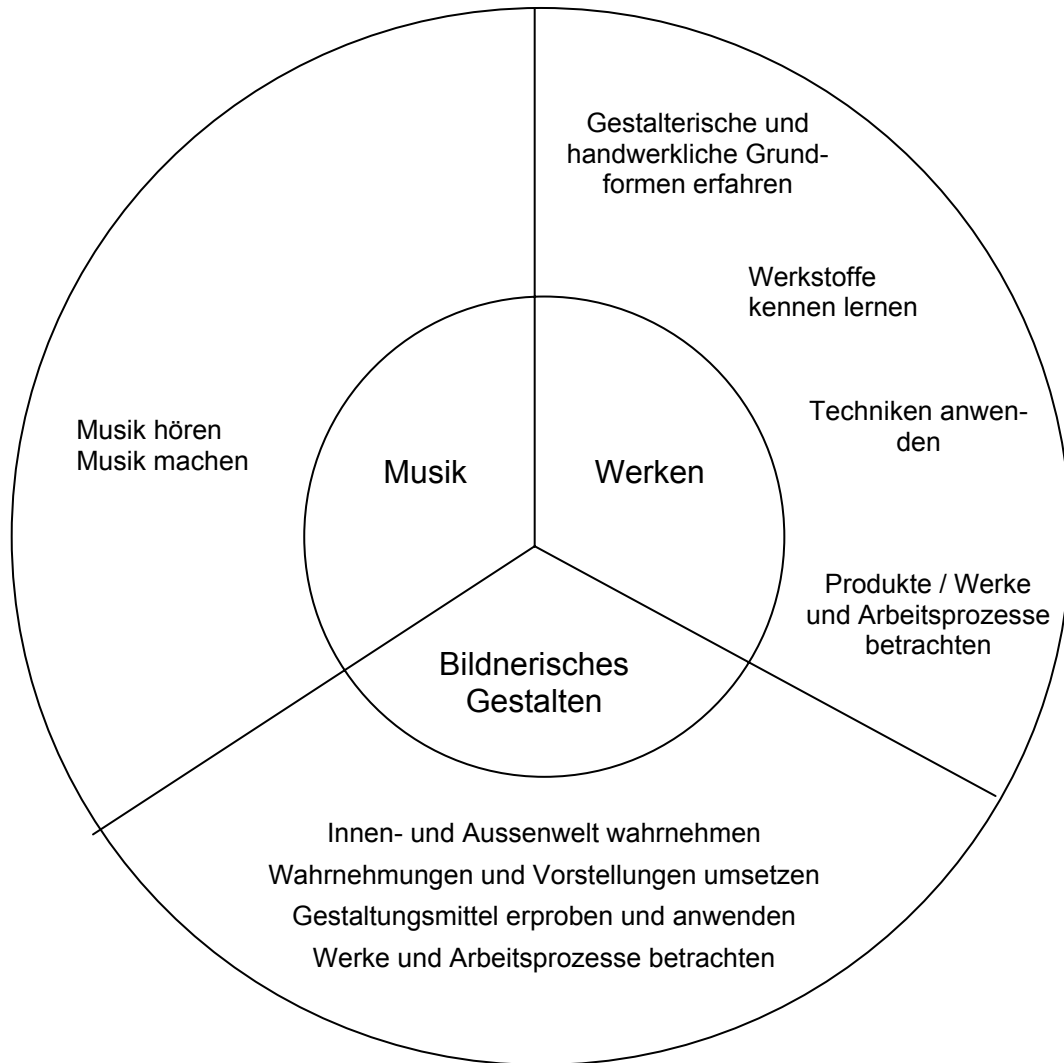 Gestalterische und
handwerkliche Grund-
formen erfahren
Werkstoffe
kennen lernen
Techniken anwen-
den
Produkte / Werke
und Arbeitsprozesse
betrachten
Musik hören
Musik machen
Musik
Werken
Bildnerisches
Gestalten
Innen- und Aussenwelt wahrnehmen
Wahrnehmungen und Vorstellungen umsetzen
Gestaltungsmittel erproben und anwenden
Werke und Arbeitsprozesse betrachten